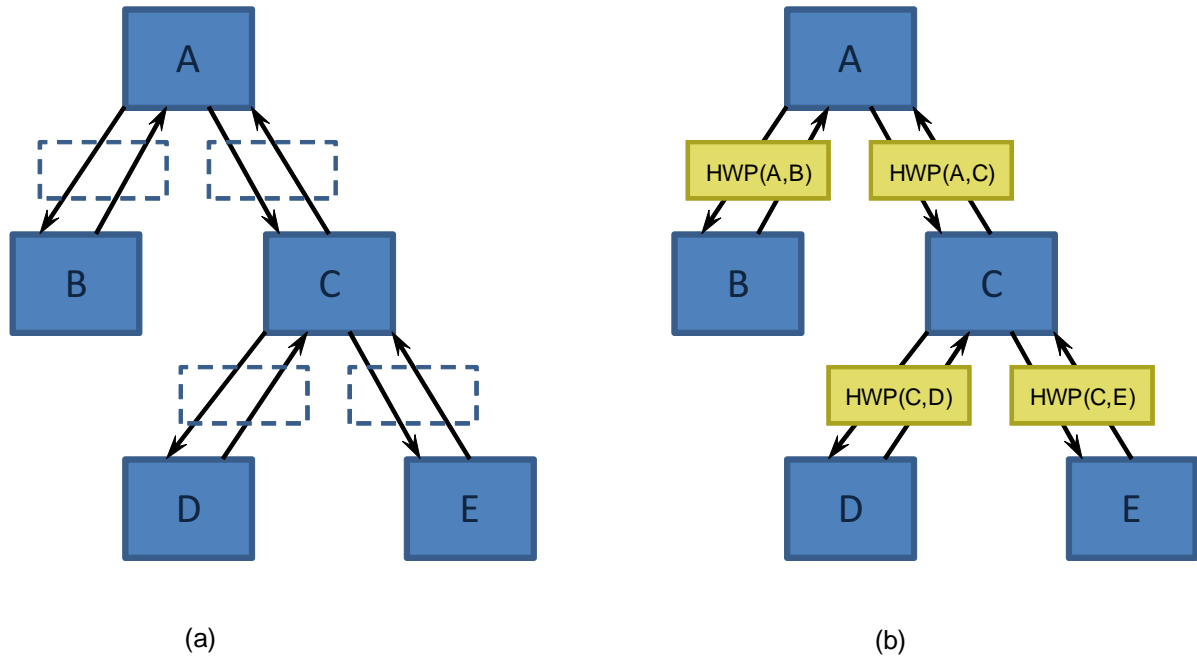 A
B
C
D
E
(a)
A
HWP(A,B)
HWP(A,C)
B
C
HWP(C,D)
HWP(C,E)
D
E
(b)